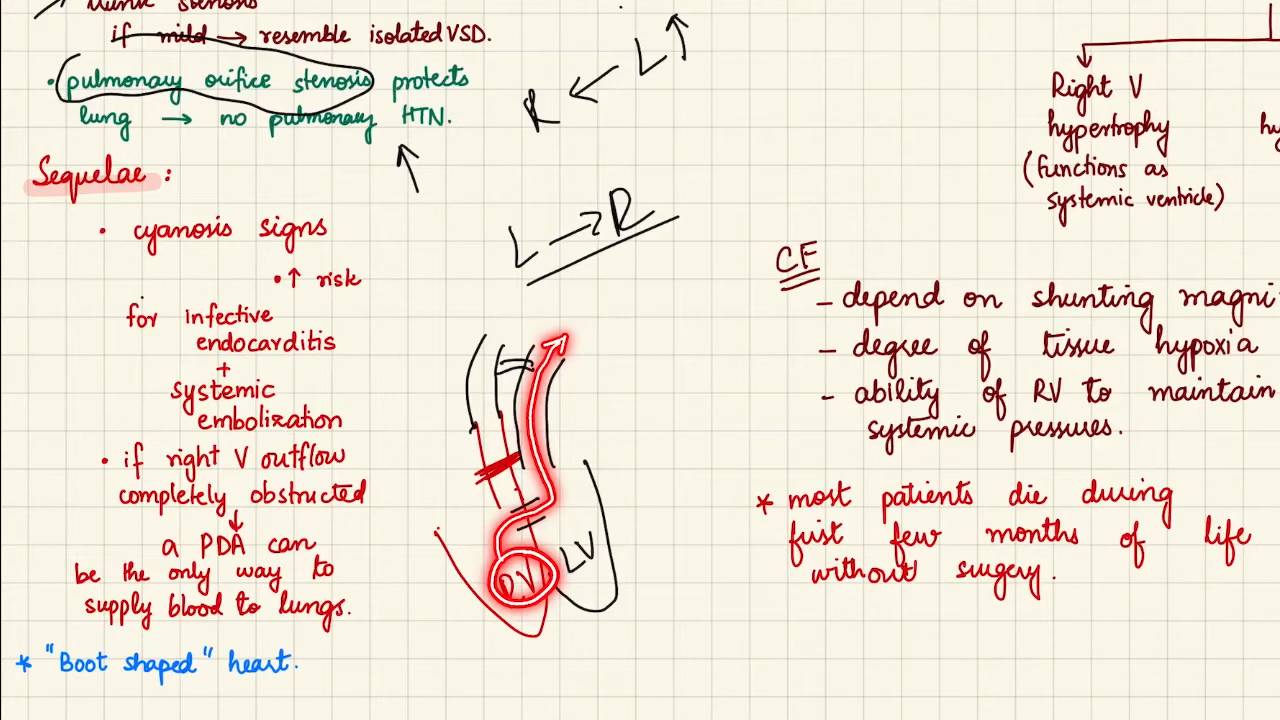 stenosis
if mild → resemble isolated VSD.
• pulmonary orifice stenosis protects
lung → no pulmonary HTN.
Sequelae :
• cyanosis signs
• ↑ risk
for infective
endocarditis
+
systemic
embolization
• if right V outflow
completely obstructed
↓
a PDA can
be the only way to
supply blood to lungs.
* "Boot shaped" heart.
R ← L ↑
L → R
RV LV
Right V
hypertrophy
(functions as
systemic ventricle)
hy
CF
- depend on shunting magni
- degree of tissue hypoxia
- ability of RV to maintain
systemic pressures.
* most patients die during
first few months of life
without surgery.